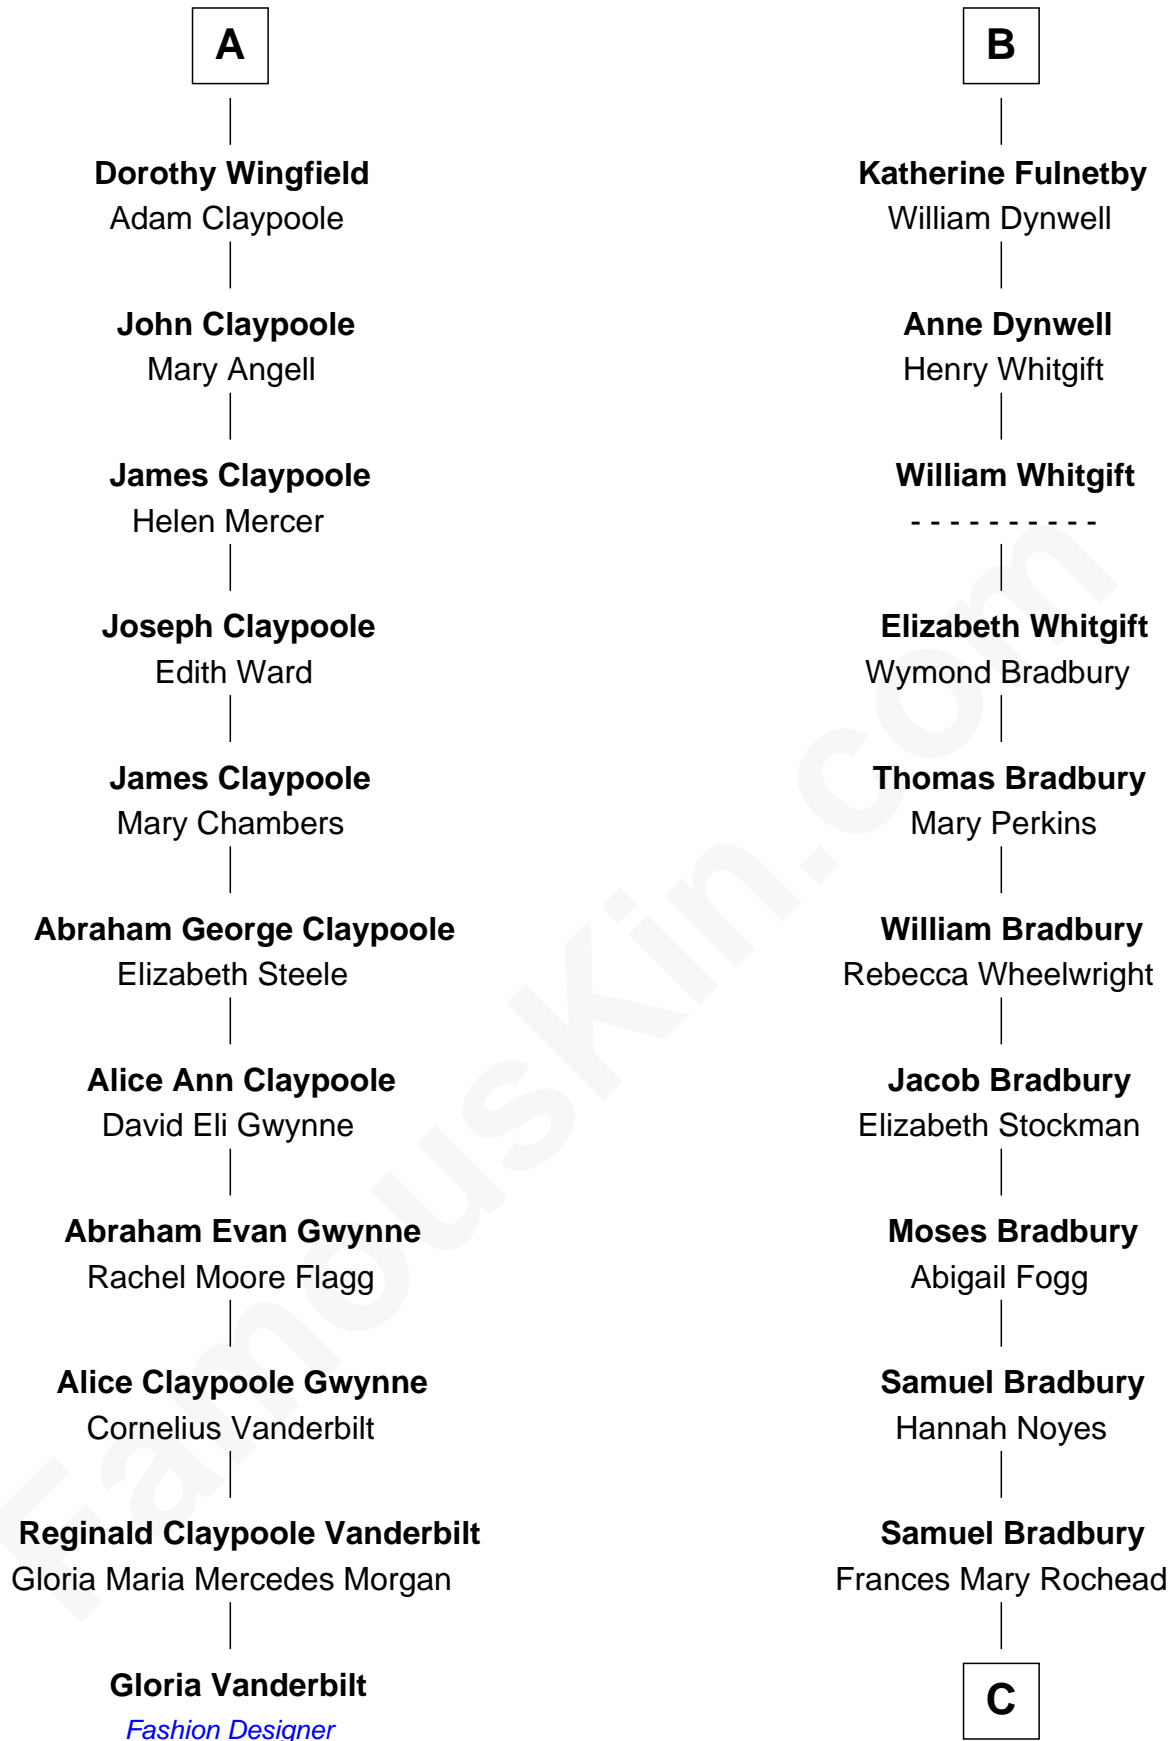 A
Dorothy Wingfield
Adam Claypoole
John Claypoole
Mary Angell
James Claypoole
Helen Mercer
Joseph Claypoole
Edith Ward
James Claypoole
Mary Chambers
Abraham George Claypoole
Elizabeth Steele
Alice Ann Claypoole
David Eli Gwynne
Abraham Evan Gwynne
Rachel Moore Flagg
Alice Claypoole Gwynne
Cornelius Vanderbilt
Reginald Claypoole Vanderbilt
Gloria Maria Mercedes Morgan
Gloria Vanderbilt
Fashion Designer
B
Katherine Fulnetby
William Dynwell
Anne Dynwell
Henry Whitgift
William Whitgift
- - - - - - - - - -
Elizabeth Whitgift
Wymond Bradbury
Thomas Bradbury
Mary Perkins
William Bradbury
Rebecca Wheelwright
Jacob Bradbury
Elizabeth Stockman
Moses Bradbury
Abigail Fogg
Samuel Bradbury
Hannah Noyes
Samuel Bradbury
Frances Mary Rochead
C
FamousKin.com